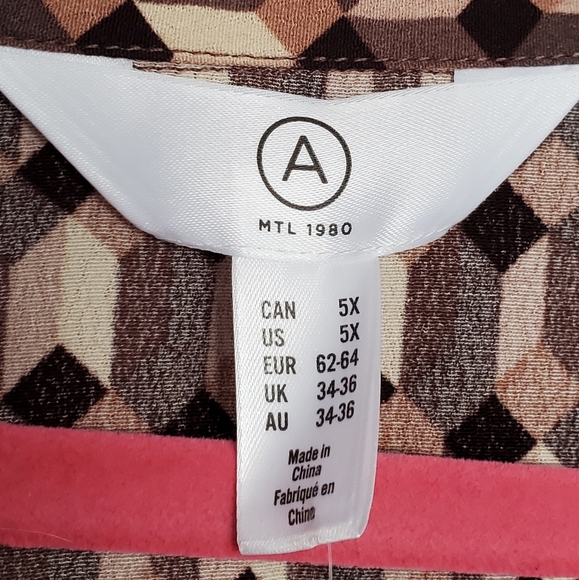 A
MTL 1980
CAN 5X
US 5X
EUR 62-64
UK 34-36
AU 34-36
Made in
China
Fabriqué en
Chine